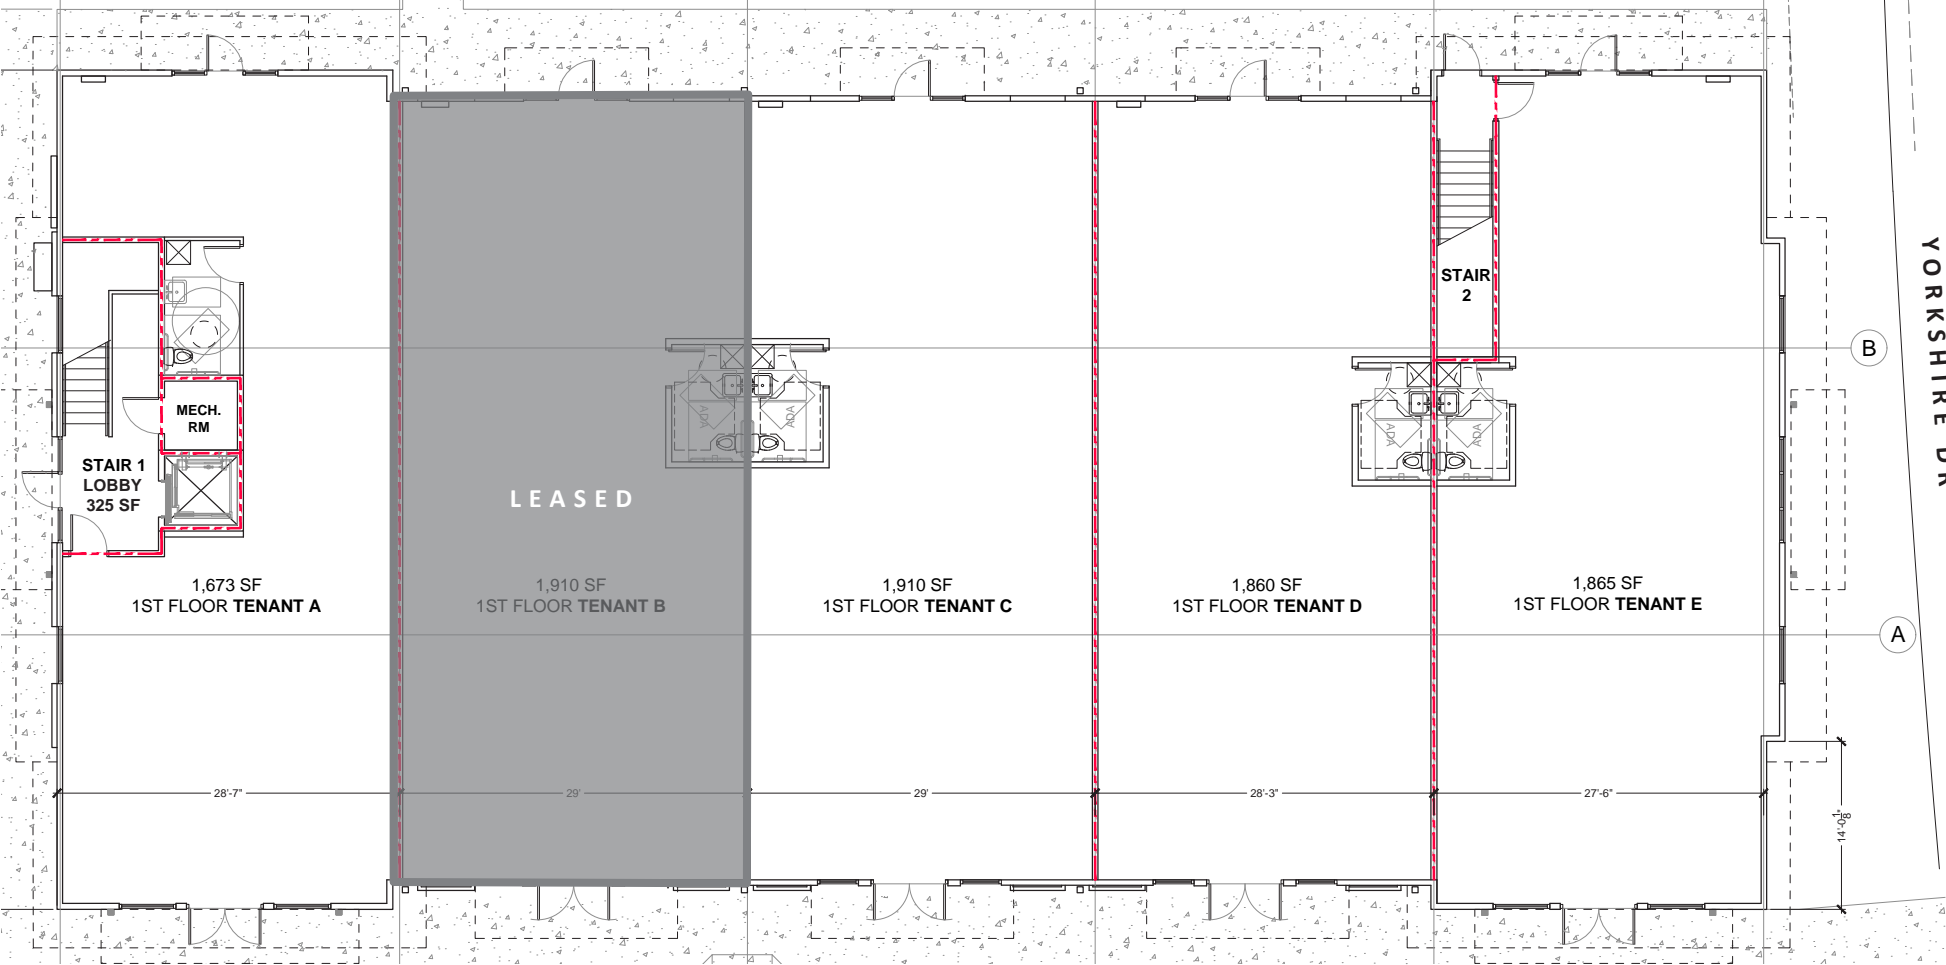 STAIR
2
YORKSHIRE DR
B
MECH.
RM
ADA
ADA
ADA
ADA
STAIR 1
LOBBY
325 SF
LEASED
1,673 SF
1ST FLOOR TENANT A
1,910 SF
1ST FLOOR TENANT B
1,910 SF
1ST FLOOR TENANT C
1,860 SF
1ST FLOOR TENANT D
1,865 SF
1ST FLOOR TENANT E
A
28'-7"
29'
29'
28'-3"
27'-6"
14'-0 1/8"